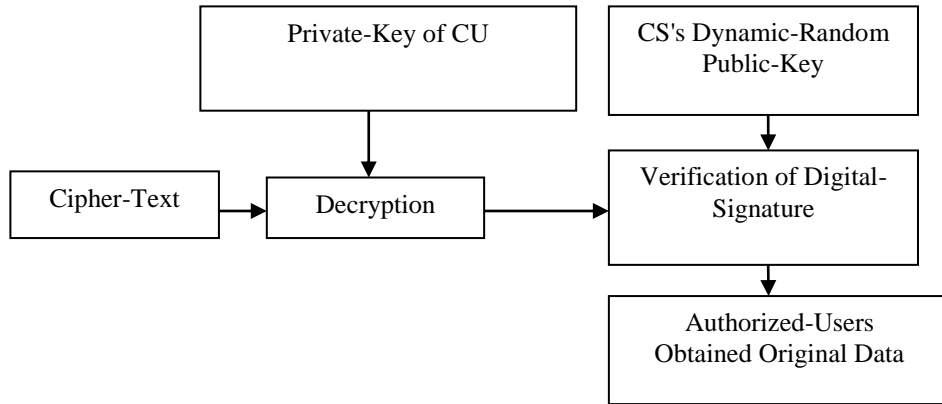 Private-Key of CU
CS's Dynamic-Random
Public-Key
Cipher-Text
Decryption
Verification of Digital-
Signature
Authorized-Users
Obtained Original Data